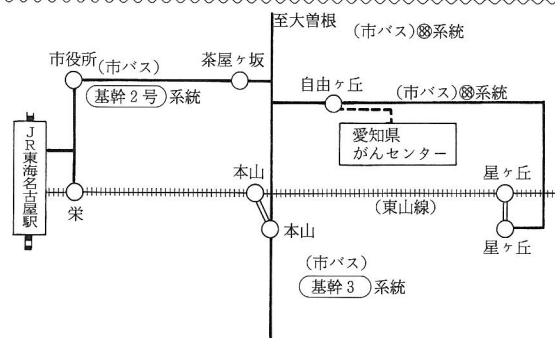 至大曽根
(市バス)㊇系統
市役所
(市バス)
茶屋ヶ坂
基幹2号 系統
自由ヶ丘
(市バス)系統
愛知県
がんセンター
JR東海名古屋駅
栄
本山
(東山線)
星ヶ丘
本山
星ヶ丘
(市バス)
基幹3 系統